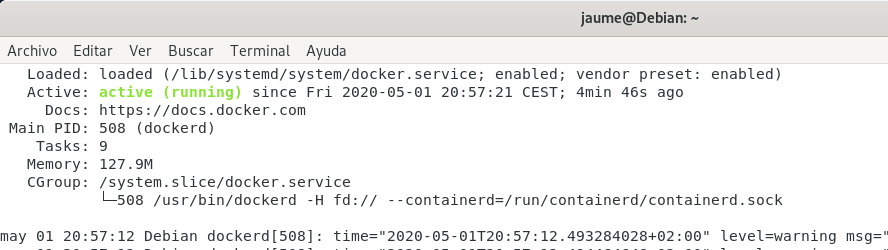 jaume@Debian: ~
Archivo Editar Ver Buscar Terminal Ayuda
Loaded: loaded (/lib/systemd/system/docker.service; enabled; vendor preset: enabled)
Active: active (running) since Fri 2020-05-01 20:57:21 CEST; 4min 46s ago
Docs: https://docs.docker.com
Main PID: 508 (dockerd)
Tasks: 9
Memory: 127.9M
CGroup: /system.slice/docker.service
└─508 /usr/bin/dockerd -H fd:// --containerd=/run/containerd/containerd.sock
may 01 20:57:12 Debian dockerd[508]: time="2020-05-01T20:57:12.493284028+02:00" level=warning msg="